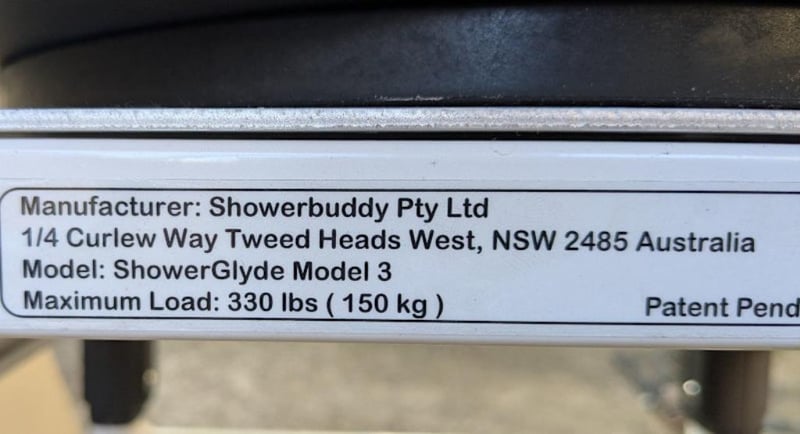 Manufacturer: Showerbuddy Pty Ltd
1/4 Curlew Way Tweed Heads West, NSW 2485 Australia
Model: ShowerGlyde Model 3
Maximum Load: 330 lbs ( 150 kg )
Patent Pend